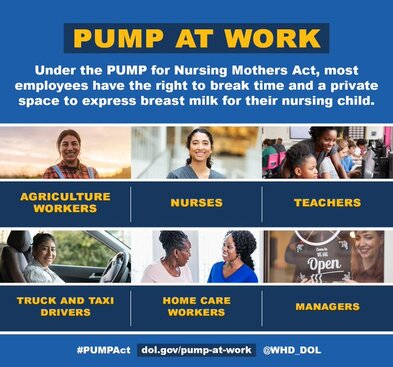 PUMP AT WORK
Under the PUMP for Nursing Mothers Act, most
employees have the right to break time and a private
space to express breast milk for their nursing child.
AGRICULTURE
WORKERS
NURSES
TEACHERS
Open
TRUCK AND TAXI
DRIVERS
HOME CARE
WORKERS
MANAGERS
#PUMPAct dol.gov/pump-at-work @WHD_DOL